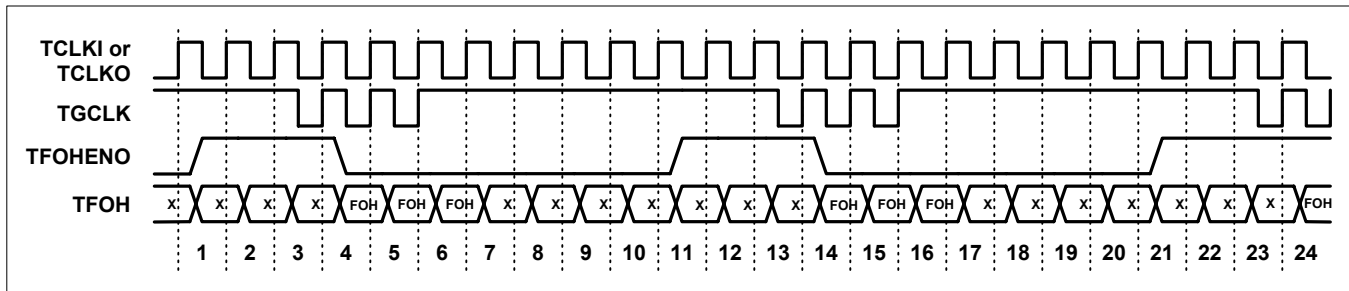 TCLKI or
TCLKO
TGCLK
TFOHENO
TFOH X X X X FOH FOH FOH X X X X X X X FOH FOH FOH X X X X X X X FOH
1 2 3 4 5 6 7 8 9 10 11 12 13 14 15 16 17 18 19 20 21 22 23 24